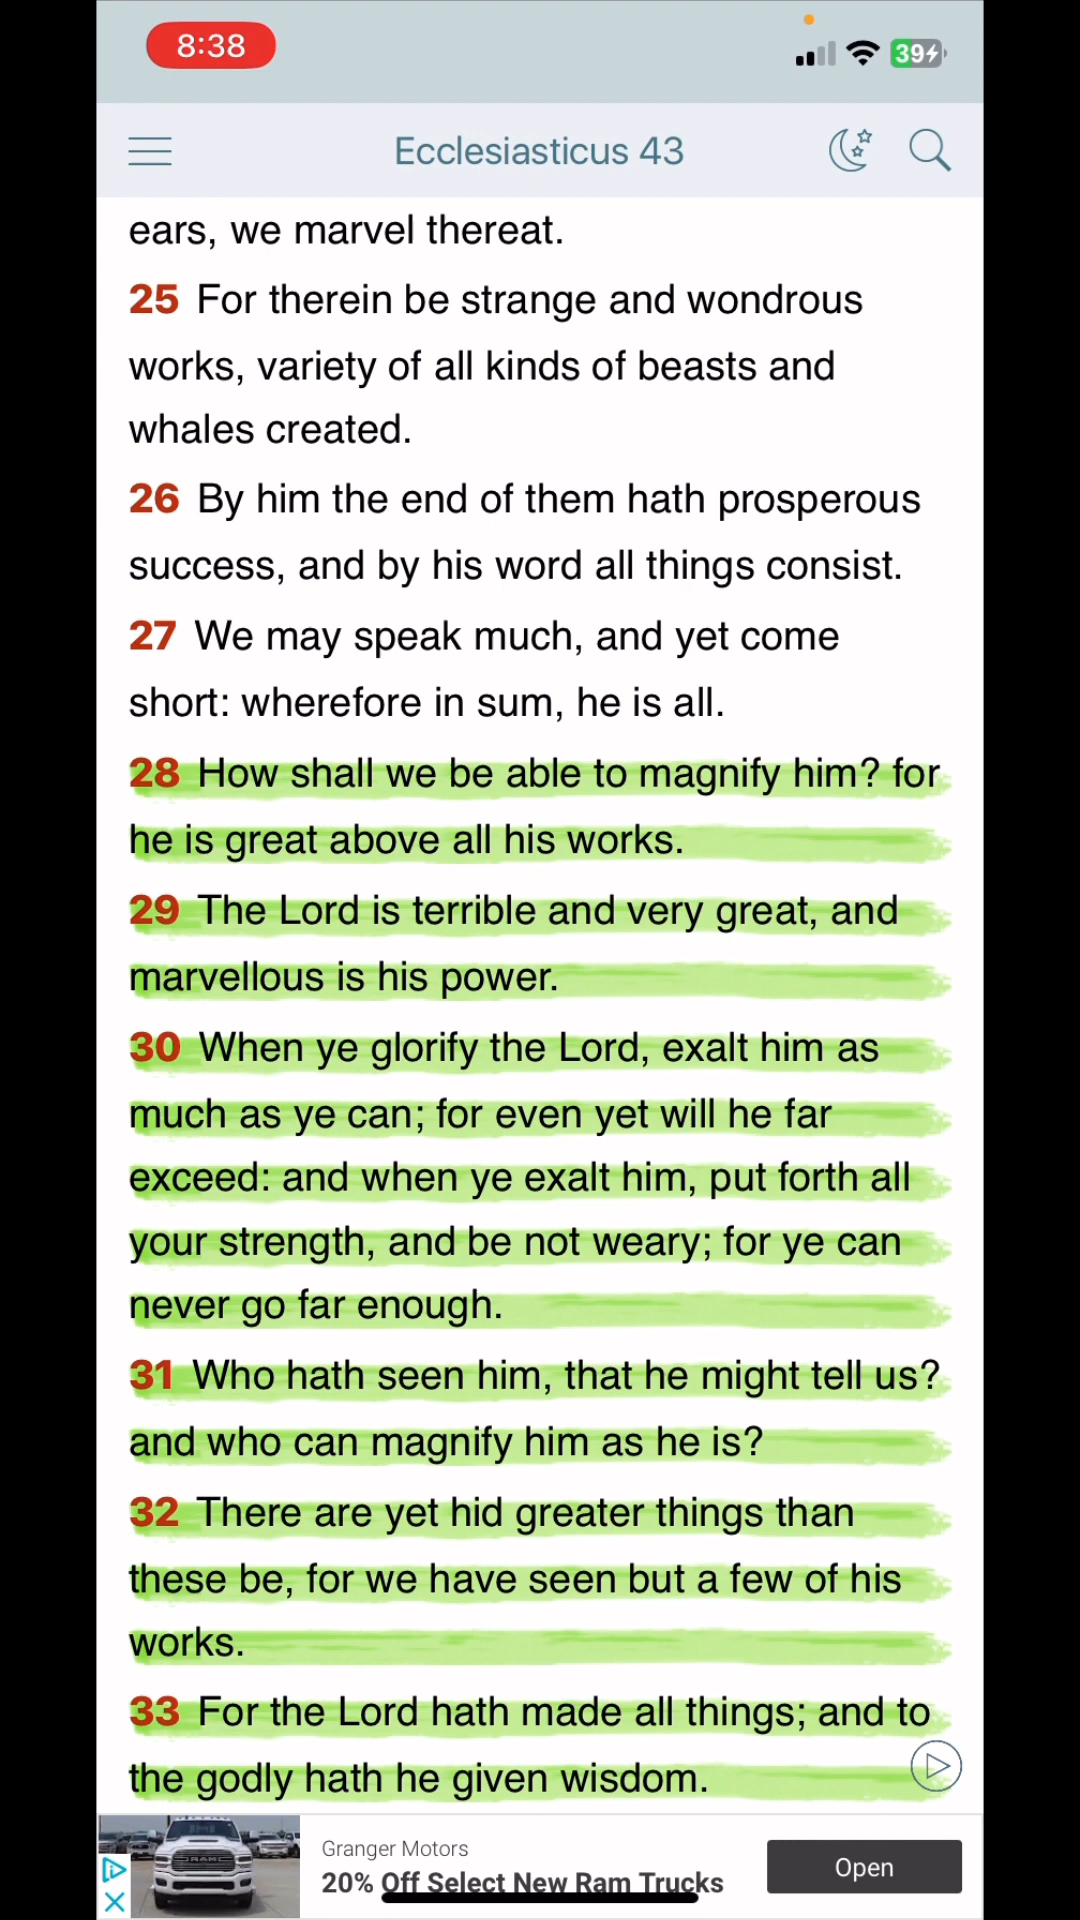 8:38
39
Ecclesiasticus 43
ears, we marvel thereat.
25 For therein be strange and wondrous
works, variety of all kinds of beasts and
whales created.
26 By him the end of them hath prosperous
success, and by his word all things consist.
27 We may speak much, and yet come
short: wherefore in sum, he is all.
28 How shall we be able to magnify him? for
he is great above all his works.
29 The Lord is terrible and very great, and
marvellous is his power.
30 When ye glorify the Lord, exalt him as
much as ye can; for even yet will he far
exceed: and when ye exalt him, put forth all
your strength, and be not weary; for ye can
never go far enough.
31 Who hath seen him, that he might tell us?
and who can magnify him as he is?
32 There are yet hid greater things than
these be, for we have seen but a few of his
works.
33 For the Lord hath made all things; and to
the godly hath he given wisdom.
RAM
Granger Motors
20% Off Select New Ram Trucks
Open